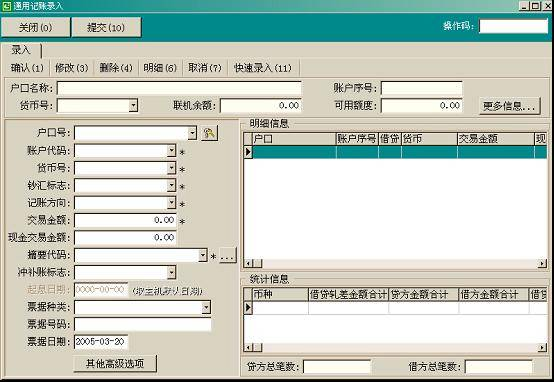 通用记账录入
关闭(0) 提交(10) 操作码:
录入
确认(1) 修改(3) 删除(4) 明细(6) 取消(7) 快速录入(11)
户口名称: 账户序号:
货币号: 联机余额: 0.00 可用额度: 0.00 更多信息...
户口号:
账户代码: *
货币号: *
钞汇标志: *
记账方向: *
交易金额: 0.00 *
现金交易金额: 0.00
摘要代码: * ...
冲补账标志:
起息日期: 0000-00-00 (取主机默认日期)
票据种类:
票据号码:
票据日期: 2005-03-20
其他高级选项
明细信息
户口 账户序号 借贷 货币 交易金额 现
统计信息
币种 借贷轧差金额合计 贷方金额合计 借方金额合计 借贷
贷方总笔数: 借方总笔数: